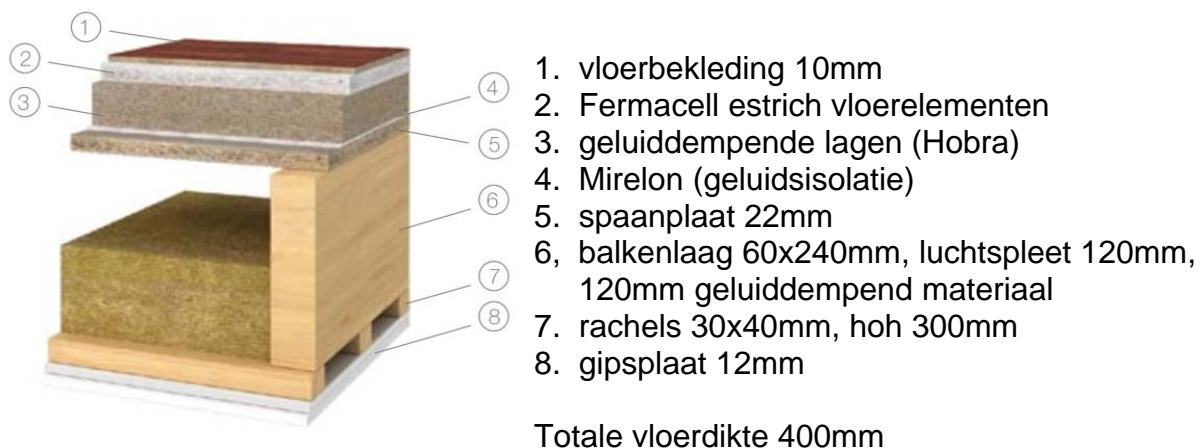 1
2
3
4
5
6
7
8
1. vloerbekleding 10mm
2. Fermacell estrich vloerelementen
3. geluiddempende lagen (Hobra)
4. Mirelon (geluidsisolatie)
5. spaanplaat 22mm
6, balkenlaag 60x240mm, luchtspleet 120mm,
120mm geluiddempend materiaal
7. rachels 30x40mm, hoh 300mm
8. gipsplaat 12mm
Totale vloerdikte 400mm